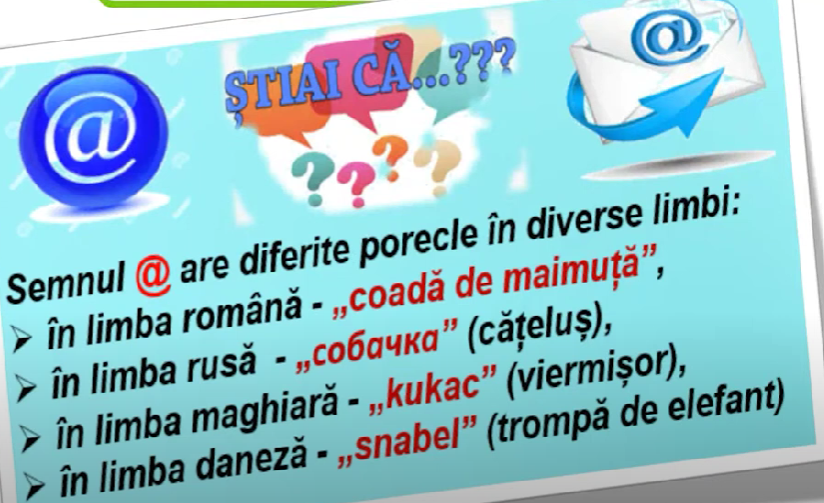 ȘTIAI CĂ...???
Semnul @ are diferite porecle în diverse limbi:
➢ în limba română - „coadă de maimuță”,
➢ în limba rusă - „собачка” (cățeluș),
➢ în limba maghiară - „kukac” (viermișor),
➢ în limba daneză - „snabel” (trompă de elefant)